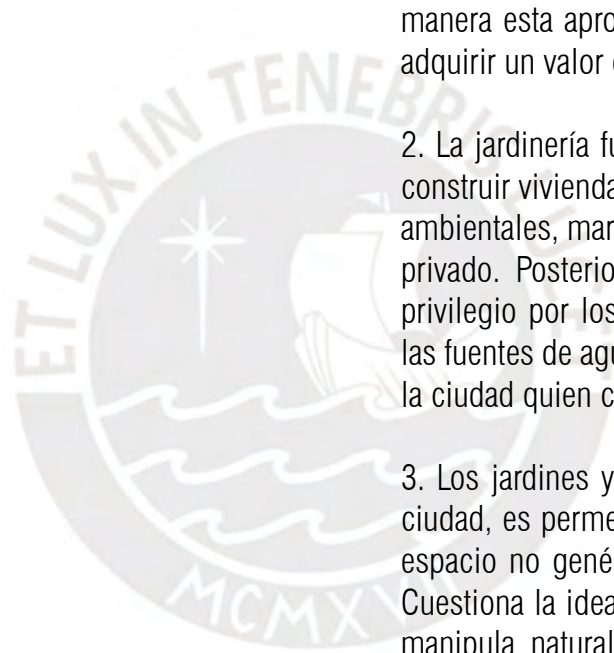 manera esta apro
adquirir un valor
2. La jardinería fu
construir vivienda
ambientales, mar
privado. Posterio
privilegio por los
las fuentes de agu
la ciudad quien c
3. Los jardines y
ciudad, es perme
espacio no gené
Cuestiona la idea
manipula natural
ET LUX IN TENEBRIS LUCET
MCMXVII